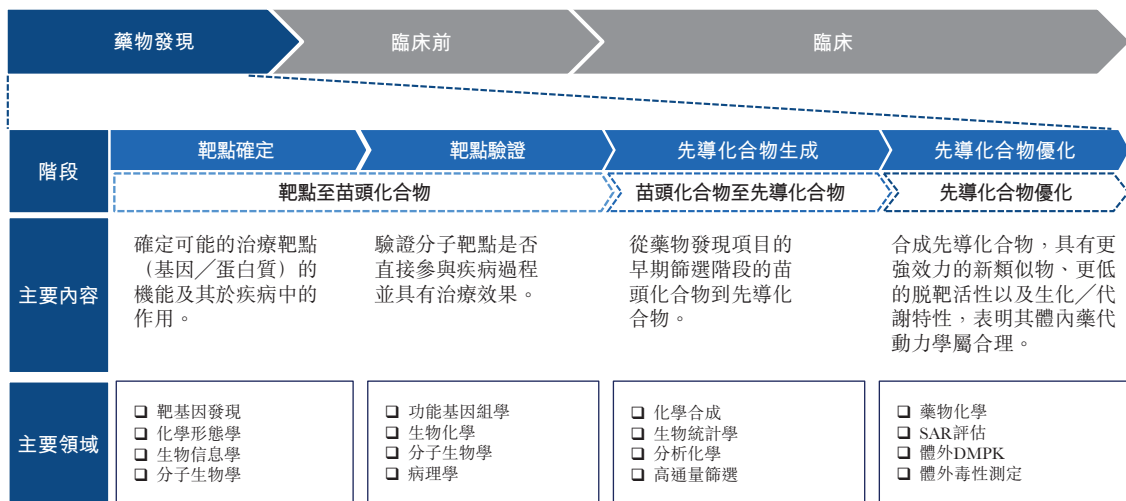 藥物發現
臨床前
臨床
階段
靶點確定
靶點驗證
先導化合物生成
先導化合物優化
靶點至苗頭化合物
苗頭化合物至先導化合物
先導化合物優化
主要內容
確定可能的治療靶點
（基因／蛋白質）的
機能及其於疾病中的
作用。
驗證分子靶點是否
直接參與疾病過程
並具有治療效果。
從藥物發現項目的
早期篩選階段的苗
頭化合物到先導化
合物。
合成先導化合物，具有更
強效力的新類似物、更低
的脫靶活性以及生化／代
謝特性，表明其體內藥代
動力學屬合理。
主要領域
❑ 靶基因發現
❑ 化學形態學
❑ 生物信息學
❑ 分子生物學
❑ 功能基因組學
❑ 生物化學
❑ 分子生物學
❑ 病理學
❑ 化學合成
❑ 生物統計學
❑ 分析化學
❑ 高通量篩選
❑ 藥物化學
❑ SAR評估
❑ 體外DMPK
❑ 體外毒性測定